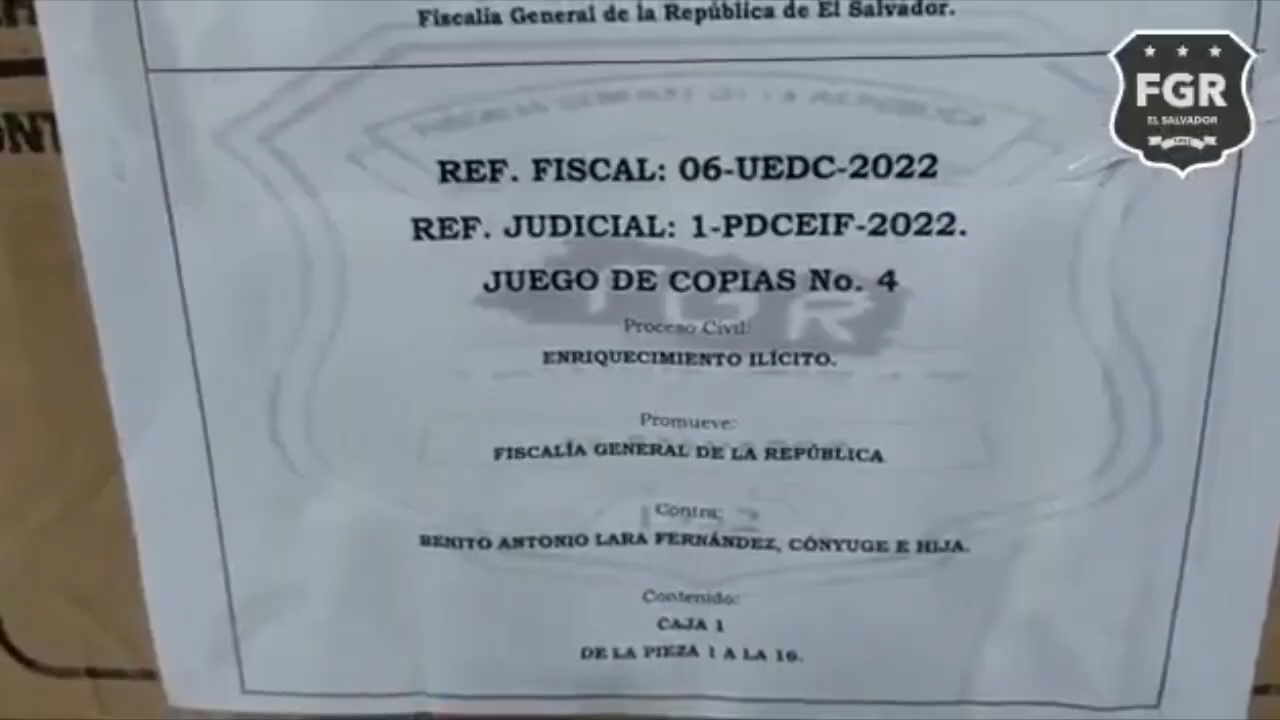 Fiscalía General de la República de El Salvador.
FGR
EL SALVADOR
REF. FISCAL: 06-UEDC-2022
REF. JUDICIAL: 1-PDCEIF-2022.
JUEGO DE COPIAS No. 4
Proceso Civil:
ENRIQUECIMIENTO ILÍCITO.
Promueve:
FISCALÍA GENERAL DE LA REPÚBLICA
Contra:
BENITO ANTONIO LARA FERNÁNDEZ, CÓNYUGE E HIJA.
Contenido:
CAJA 1
DE LA PIEZA 1 A LA 16.